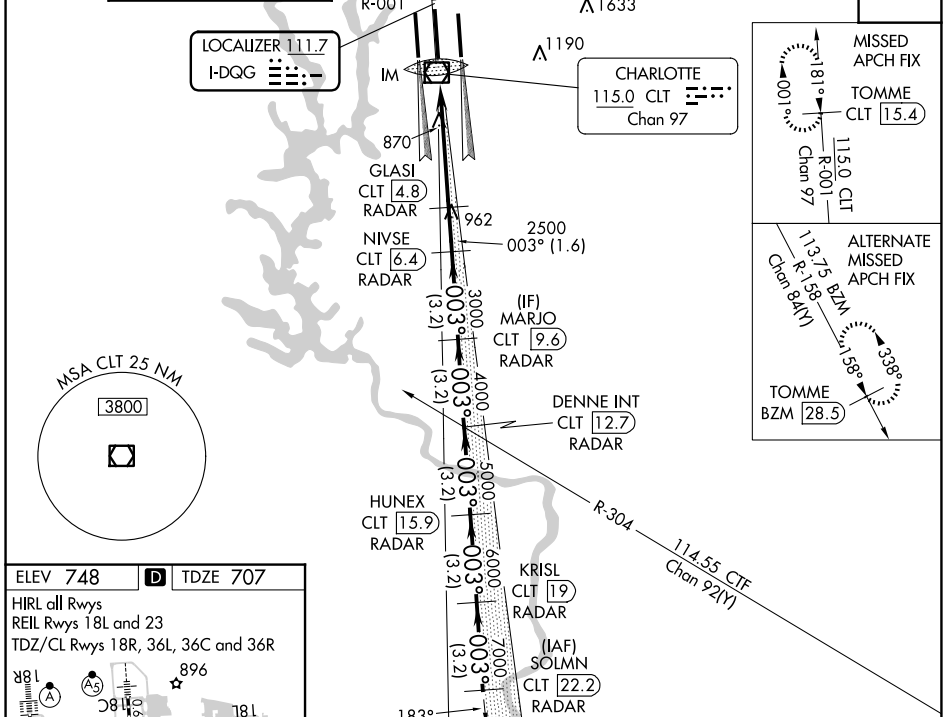 R-001
1633
LOCALIZER 111.7
I-DQG
IM
1190
CHARLOTTE
115.0 CLT
Chan 97
MISSED
APCH FIX
TOMME
CLT 15.4
181°
001°
115.0 CLT
R-001
Chan 97
870
GLASI
CLT 4.8
RADAR
962
2500
003° (1.6)
NIVSE
CLT 6.4
RADAR
ALTERNATE
MISSED
APCH FIX
113.75 BZM
R-158
Chan 84(Y)
338°
158°
TOMME
BZM 28.5
3000
003°
(3.2)
(IF)
MARJO
CLT 9.6
RADAR
4000
003°
(3.2)
MSA CLT 25 NM
3800
DENNE INT
CLT 12.7
RADAR
5000
003°
(3.2)
HUNEX
CLT 15.9
RADAR
R-304
114.55 CTF
Chan 92(Y)
6000
003°
(3.2)
KRISL
CLT 19
RADAR
7000
003°
(3.2)
(IAF)
SOLMN
CLT 22.2
RADAR
183°
ELEV 748
D
TDZE 707
HIRL all Rwys
REIL Rwys 18L and 23
TDZ/CL Rwys 18R, 36L, 36C and 36R
896
18R
A
A5
18C
18L